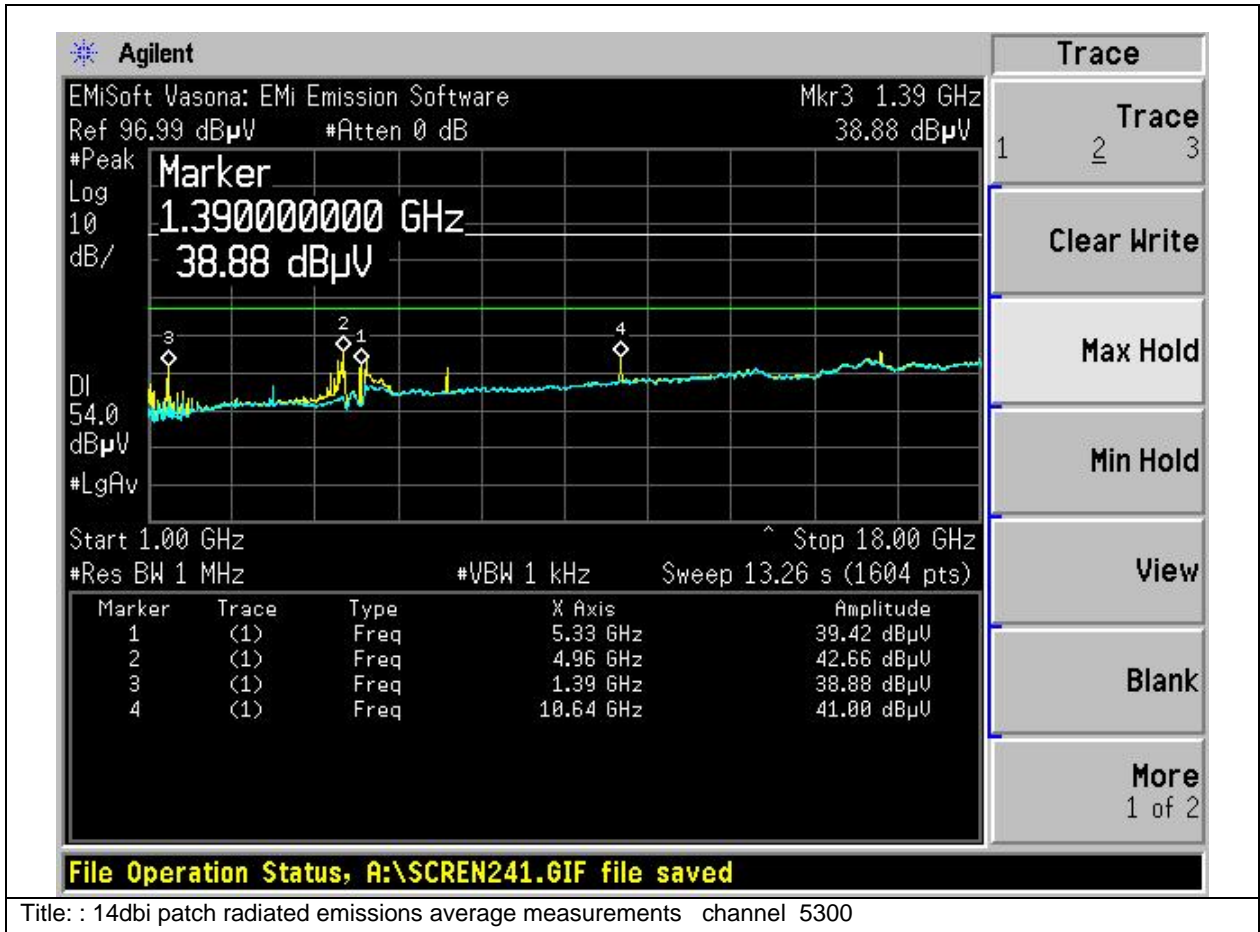 Agilent
Trace
EMiSoft Vasona: EMi Emission Software
Mkr3 1.39 GHz
Ref 96.99 dBµV #Atten 0 dB 38.88 dBµV
#Peak
Log
10
dB/
Marker
1.390000000 GHz
38.88 dBµV
3
2
1
4
DI
54.0
dBµV
#LgAv
Start 1.00 GHz ^ Stop 18.00 GHz
#Res BW 1 MHz #VBW 1 kHz Sweep 13.26 s (1604 pts)
Marker Trace Type X Axis Amplitude
1 (1) Freq 5.33 GHz 39.42 dBµV
2 (1) Freq 4.96 GHz 42.66 dBµV
3 (1) Freq 1.39 GHz 38.88 dBµV
4 (1) Freq 10.64 GHz 41.00 dBµV
Trace
1 2 3
Clear Write
Max Hold
Min Hold
View
Blank
More
1 of 2
File Operation Status, A:\SCREN241.GIF file saved
Title: : 14dbi patch radiated emissions average measurements channel 5300